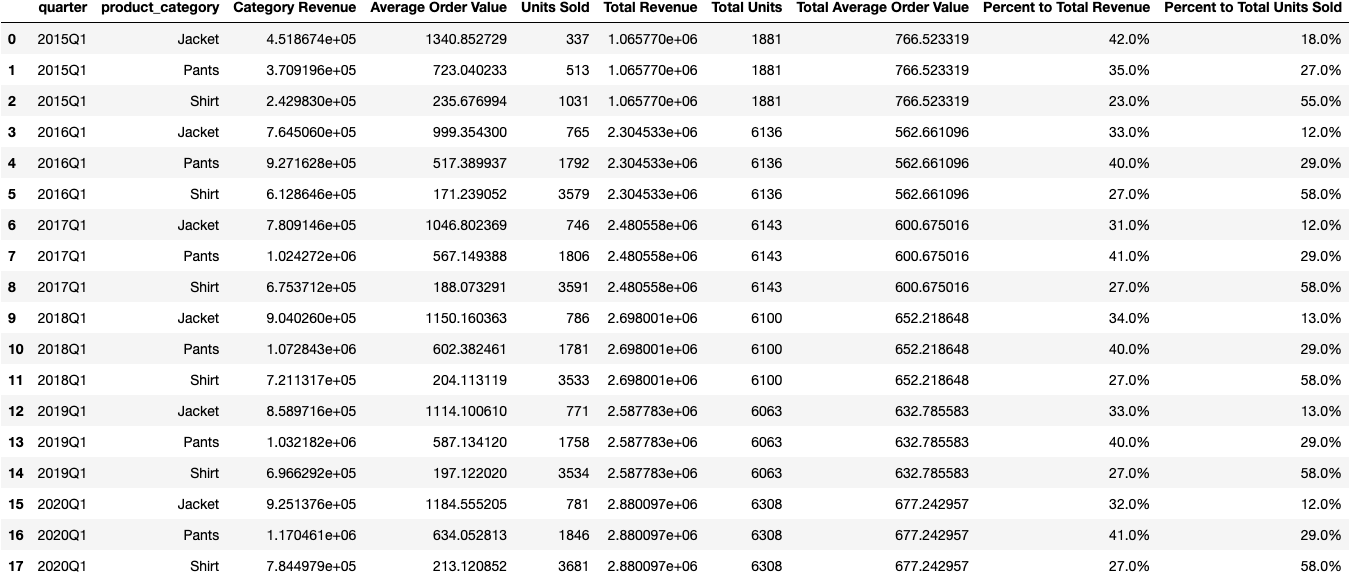 quarter product_category Category Revenue Average Order Value Units Sold Total Revenue Total Units Total Average Order Value Percent to Total Revenue Percent to Total Units Sold
0 2015Q1 Jacket 4.518674e+05 1340.852729 337 1.065770e+06 1881 766.523319 42.0% 18.0%
1 2015Q1 Pants 3.709196e+05 723.040233 513 1.065770e+06 1881 766.523319 35.0% 27.0%
2 2015Q1 Shirt 2.429830e+05 235.676994 1031 1.065770e+06 1881 766.523319 23.0% 55.0%
3 2016Q1 Jacket 7.645060e+05 999.354300 765 2.304533e+06 6136 562.661096 33.0% 12.0%
4 2016Q1 Pants 9.271628e+05 517.389937 1792 2.304533e+06 6136 562.661096 40.0% 29.0%
5 2016Q1 Shirt 6.128646e+05 171.239052 3579 2.304533e+06 6136 562.661096 27.0% 58.0%
6 2017Q1 Jacket 7.809146e+05 1046.802369 746 2.480558e+06 6143 600.675016 31.0% 12.0%
7 2017Q1 Pants 1.024272e+06 567.149388 1806 2.480558e+06 6143 600.675016 41.0% 29.0%
8 2017Q1 Shirt 6.753712e+05 188.073291 3591 2.480558e+06 6143 600.675016 27.0% 58.0%
9 2018Q1 Jacket 9.040260e+05 1150.160363 786 2.698001e+06 6100 652.218648 34.0% 13.0%
10 2018Q1 Pants 1.072843e+06 602.382461 1781 2.698001e+06 6100 652.218648 40.0% 29.0%
11 2018Q1 Shirt 7.211317e+05 204.113119 3533 2.698001e+06 6100 652.218648 27.0% 58.0%
12 2019Q1 Jacket 8.589716e+05 1114.100610 771 2.587783e+06 6063 632.785583 33.0% 13.0%
13 2019Q1 Pants 1.032182e+06 587.134120 1758 2.587783e+06 6063 632.785583 40.0% 29.0%
14 2019Q1 Shirt 6.966292e+05 197.122020 3534 2.587783e+06 6063 632.785583 27.0% 58.0%
15 2020Q1 Jacket 9.251376e+05 1184.555205 781 2.880097e+06 6308 677.242957 32.0% 12.0%
16 2020Q1 Pants 1.170461e+06 634.052813 1846 2.880097e+06 6308 677.242957 41.0% 29.0%
17 2020Q1 Shirt 7.844979e+05 213.120852 3681 2.880097e+06 6308 677.242957 27.0% 58.0%